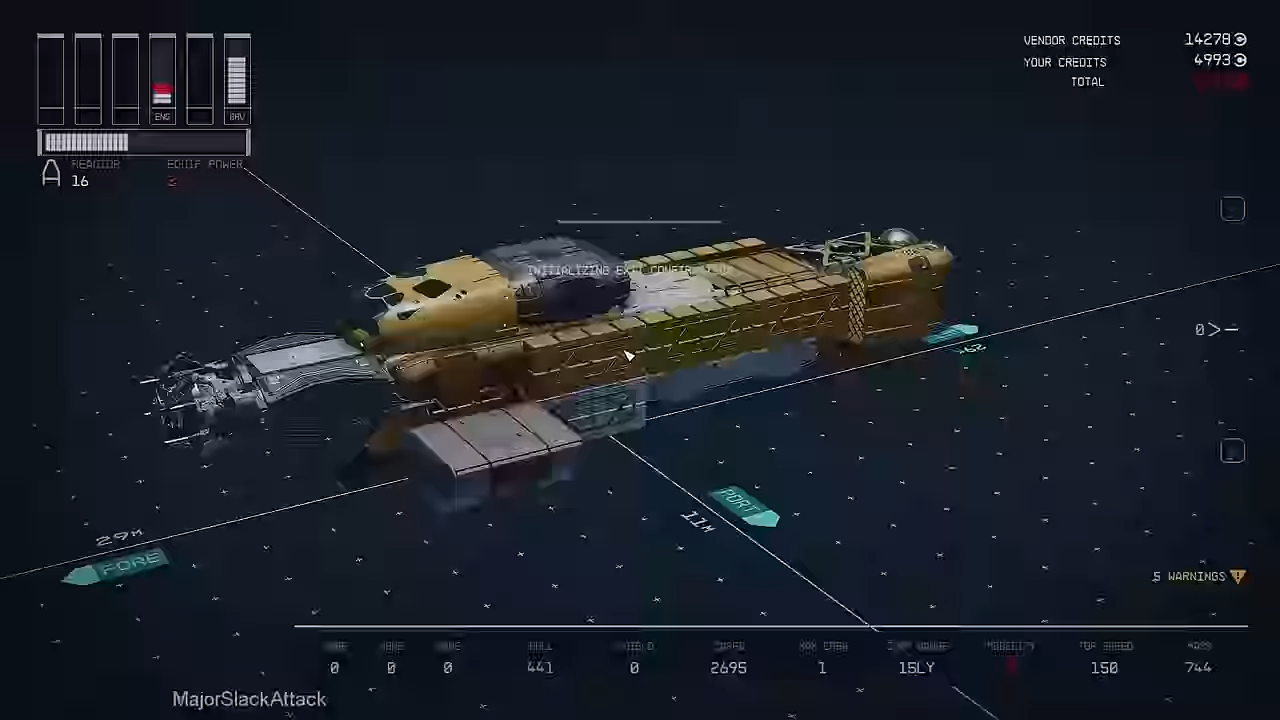 VENDOR CREDITS 14278
YOUR CREDITS 4993
TOTAL
ENG GRV
REACTOR EQUIP POWER
16
0
29M
FORE
PORT
11M
5 WARNINGS
HULL SHIELD CARGO MAX CREW JUMP RANGE MOBILITY TOP SPEED MASS
0 0 0 441 0 2695 1 15LY 150 744
MajorSlackAttack